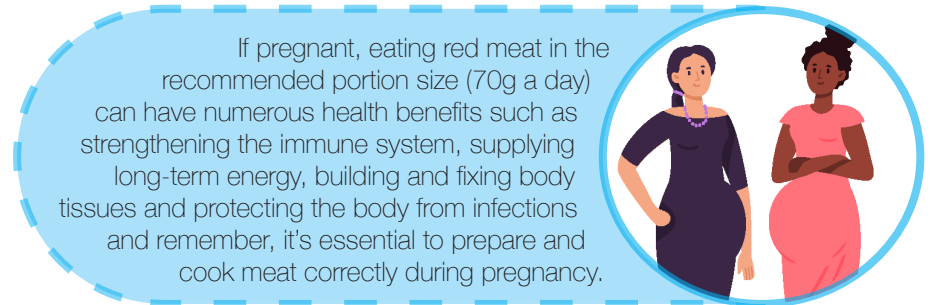 If pregnant, eating red meat in the
recommended portion size (70g a day)
can have numerous health benefits such as
strengthening the immune system, supplying
long-term energy, building and fixing body
tissues and protecting the body from infections
and remember, it’s essential to prepare and
cook meat correctly during pregnancy.